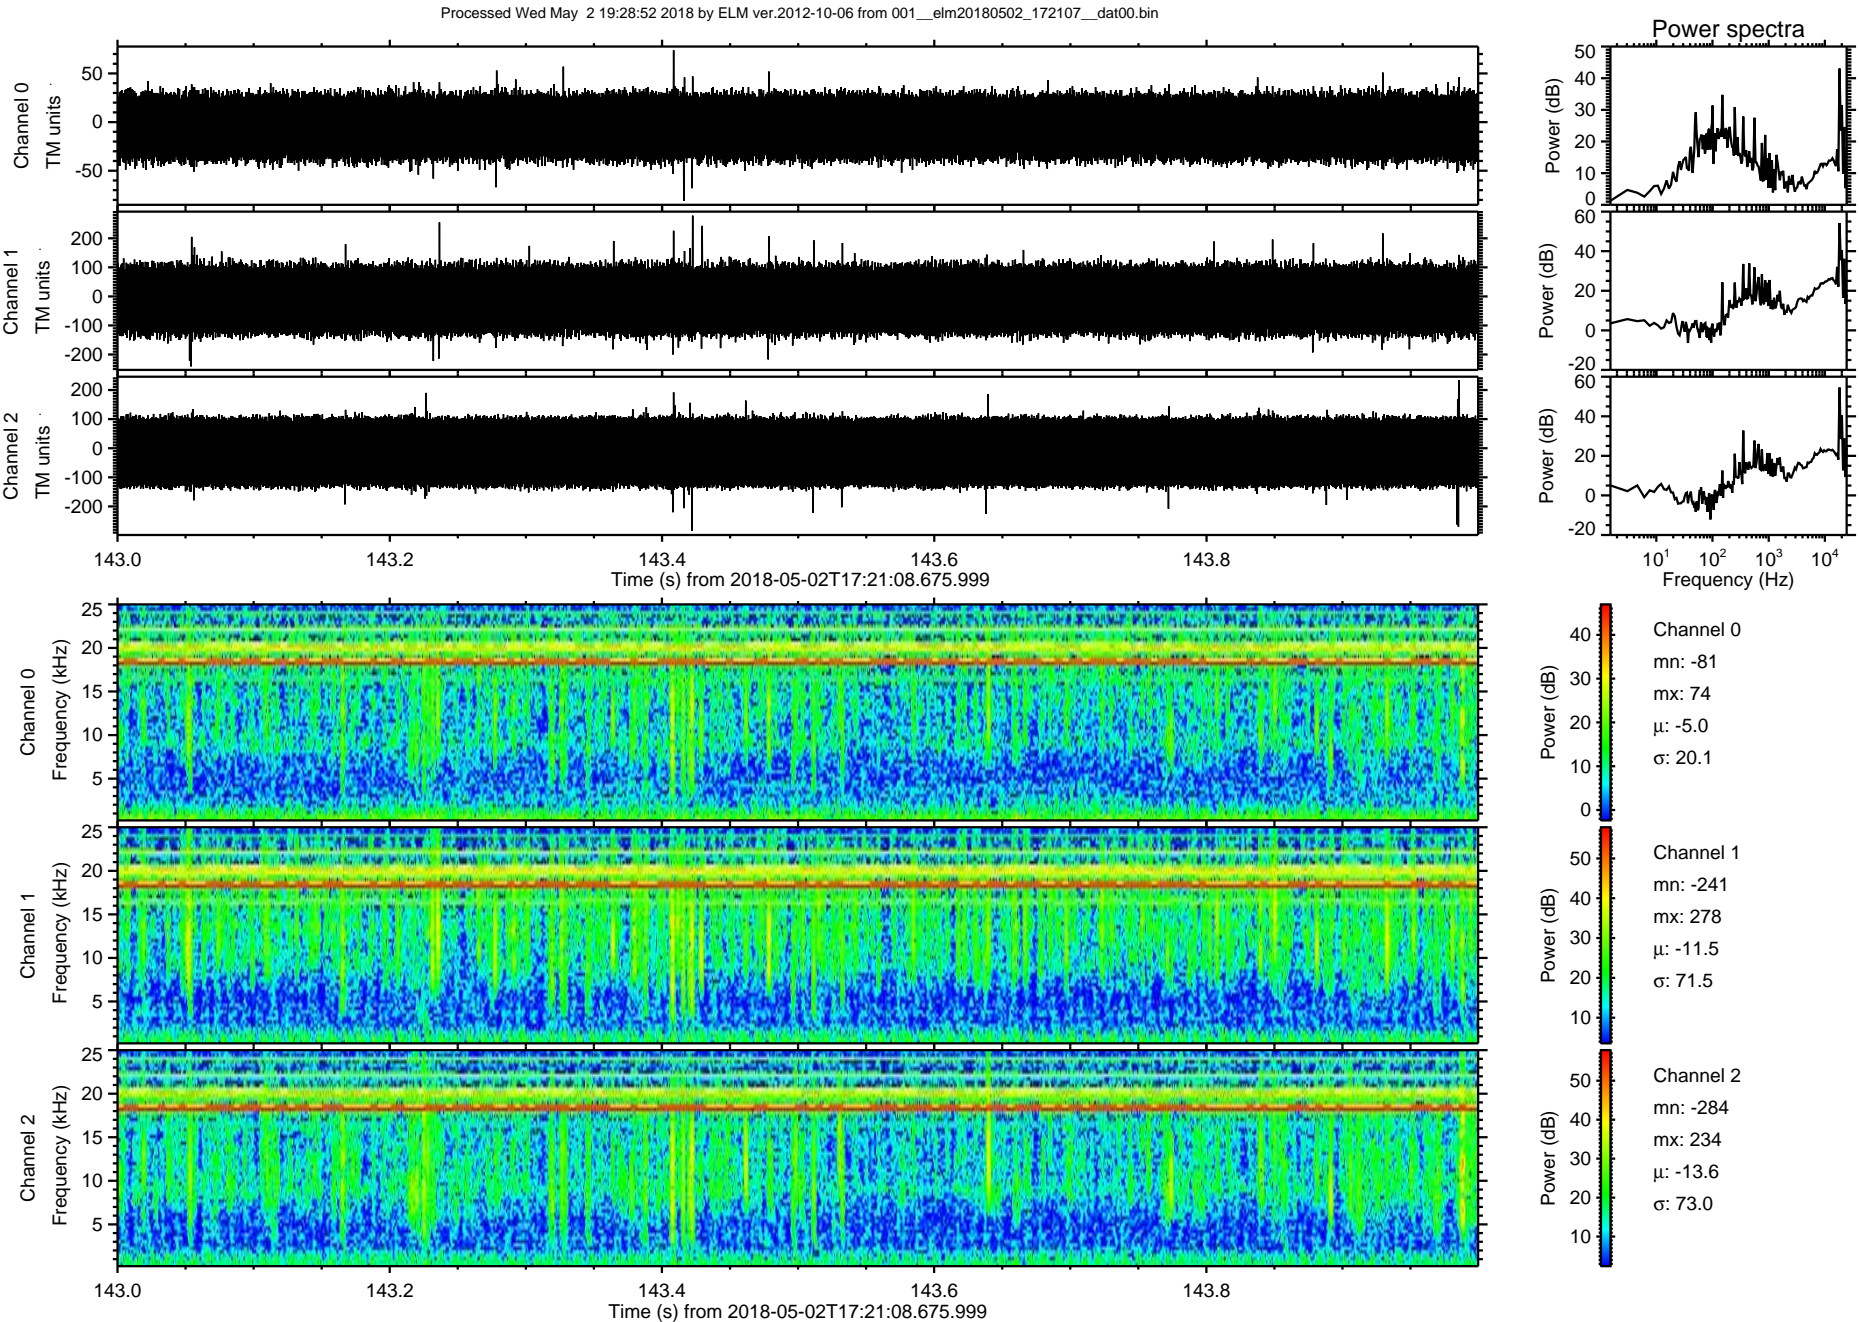 Processed Wed May  2 19:28:52 2018 by ELM ver.2012-10-06 from 001__elm20180502_172107__dat00.bin
Power spectra
Channel 0
TM units
50
0
-50
Power (dB)
50
40
30
20
10
0
Channel 1
TM units
200
100
0
-100
-200
Power (dB)
60
40
20
0
-20
Channel 2
TM units
200
100
0
-100
-200
Power (dB)
60
40
20
0
-20
143.0 143.2 143.4 143.6 143.8
Time (s) from 2018-05-02T17:21:08.675.999
10^1 10^2 10^3 10^4
Frequency (Hz)
Channel 0
Frequency (kHz)
25
20
15
10
5
Power (dB)
40
30
20
10
0
Channel 0
mn: -81
mx: 74
μ: -5.0
σ: 20.1
Channel 1
Frequency (kHz)
25
20
15
10
5
Power (dB)
50
40
30
20
10
Channel 1
mn: -241
mx: 278
μ: -11.5
σ: 71.5
Channel 2
Frequency (kHz)
25
20
15
10
5
Power (dB)
50
40
30
20
10
Channel 2
mn: -284
mx: 234
μ: -13.6
σ: 73.0
143.0 143.2 143.4 143.6 143.8
Time (s) from 2018-05-02T17:21:08.675.999